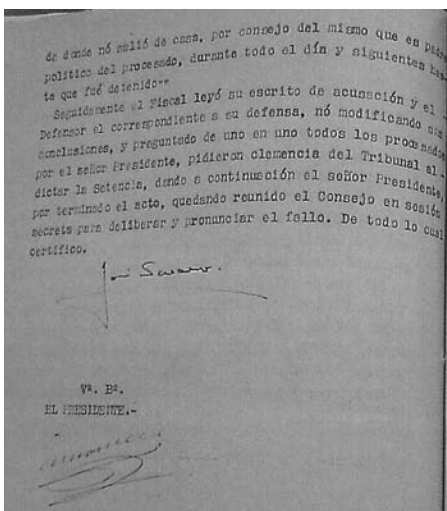 de donde nó salió de casa, por consejo del mismo que es padre
político del procesado, durante todo el día y siguientes has-
ta que fué detenido--
Seguidamente el Fiscal leyó su escrito de acusación y el -
Defensor el correspondiente a su defensa, nó modificando sus
conclusiones, y preguntado de uno en uno todos los procesados
por el señor Presidente, pidieron clemencia del Tribunal al -
dictar la Setencia, dando a continuación el señor Presidente,
por terminado el acto, quedando reunido el Consejo en sosión
secreta para deliberar y pronunciar el fallo. De todo lo cual
certifico.
Vº. Bº.
EL PRESIDENTE.-